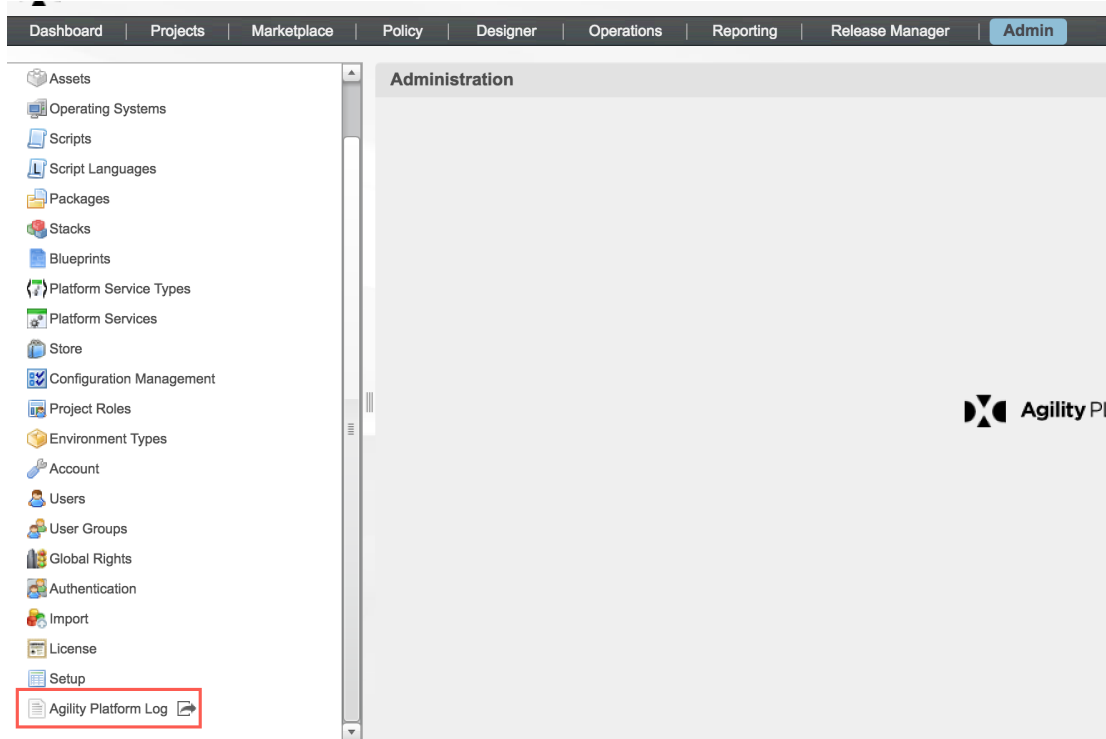 Dashboard | Projects | Marketplace | Policy | Designer | Operations | Reporting | Release Manager | Admin
Administration
Assets
Operating Systems
Scripts
Script Languages
Packages
Stacks
Blueprints
Platform Service Types
Platform Services
Store
Configuration Management
Project Roles
Environment Types
Account
Users
User Groups
Global Rights
Authentication
Import
License
Setup
Agility Platform Log
Agility